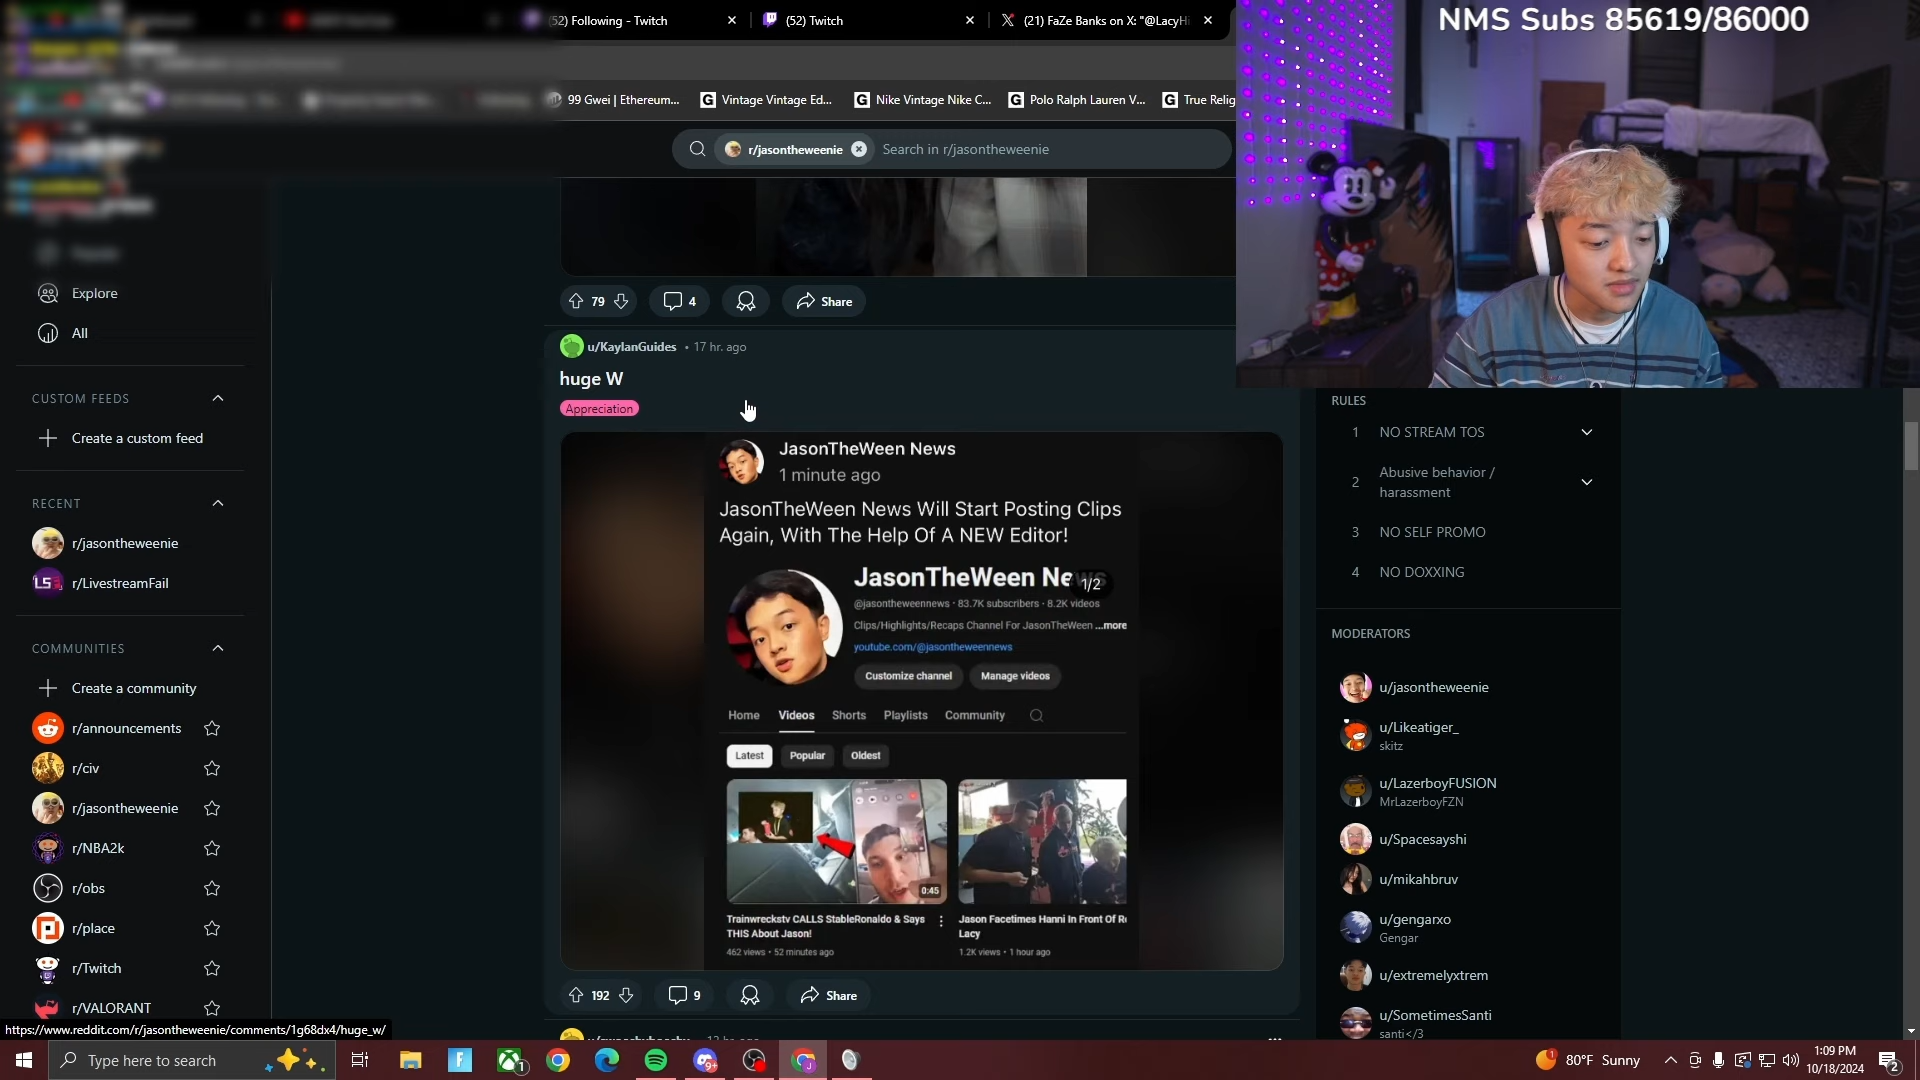 (52) Following - Twitch
(52) Twitch
(21) FaZe Banks on X: "@LacyHi
NMS Subs 85619/86000
99 Gwei | Ethereum...
Vintage Vintage Ed...
Nike Vintage Nike C...
Polo Ralph Lauren V...
True Relig
r/jasontheweenie
Search in r/jasontheweenie
Explore
All
CUSTOM FEEDS
Create a custom feed
RECENT
r/jasontheweenie
r/LivestreamFail
COMMUNITIES
Create a community
r/announcements
r/civ
r/jasontheweenie
r/NBA2k
r/obs
r/place
r/Twitch
r/VALORANT
79
4
Share
u/KaylanGuides • 17 hr. ago
huge W
Appreciation
JasonTheWeen News
1 minute ago
JasonTheWeen News Will Start Posting Clips
Again, With The Help Of A NEW Editor!
JasonTheWeen News
1/2
@jasontheweennews · 83.7K subscribers · 8.2K videos
Clips/Highlights/Recaps Channel For JasonTheWeen ...more
youtube.com/@jasontheweennews
Customize channel
Manage videos
Home
Videos
Shorts
Playlists
Community
Latest
Popular
Oldest
0:45
Trainwreckstv CALLS StableRonaldo & Says
THIS About Jason!
462 views • 52 minutes ago
Jason Facetimes Hanni In Front Of R
Lacy
1.2K views • 1 hour ago
192
9
Share
RULES
1 NO STREAM TOS
2 Abusive behavior /
harassment
3 NO SELF PROMO
4 NO DOXXING
MODERATORS
u/jasontheweenie
u/Likeatiger_
skitz
u/LazerboyFUSION
MrLazerboyFZN
u/Spacesayshi
u/mikahbruv
u/gengarxo
Gengar
u/extremelyxtrem
u/SometimesSanti
santi</3
https://www.reddit.com/r/jasontheweenie/comments/1g68dx4/huge_w/
Type here to search
1
9+
1
80°F Sunny
1:09 PM
10/18/2024
2